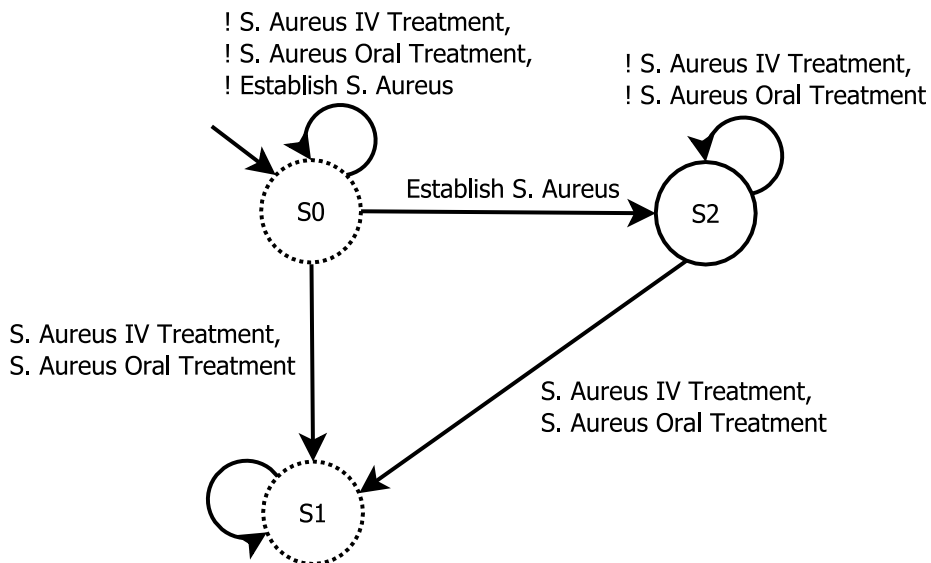 ! S. Aureus IV Treatment,
! S. Aureus Oral Treatment,
! Establish S. Aureus
! S. Aureus IV Treatment,
! S. Aureus Oral Treatment
S0
Establish S. Aureus
S2
S. Aureus IV Treatment,
S. Aureus Oral Treatment
S. Aureus IV Treatment,
S. Aureus Oral Treatment
S1